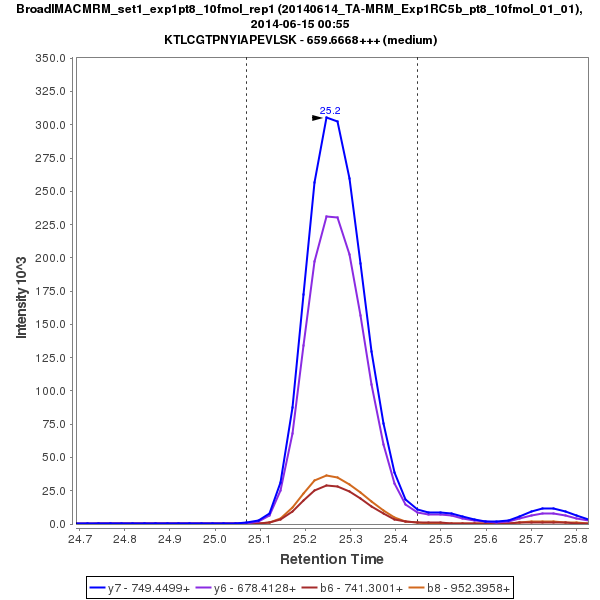 BroadIMACMRM_set1_exp1pt8_10fmol_rep1 (20140614_TA-MRM_Exp1RC5b_pt8_10fmol_01_01),
2014-06-15 00:55
KTLCGTPNYIAPEVLSK - 659.6668+++ (medium)
350.0
325.0
300.0
275.0
250.0
225.0
200.0
175.0
150.0
125.0
100.0
75.0
50.0
25.0
0.0
Intensity 10^3
25.2
24.7 24.8 24.9 25.0 25.1 25.2 25.3 25.4 25.5 25.6 25.7 25.8
Retention Time
y7 - 749.4499+ y6 - 678.4128+ b6 - 741.3001+ b8 - 952.3958+